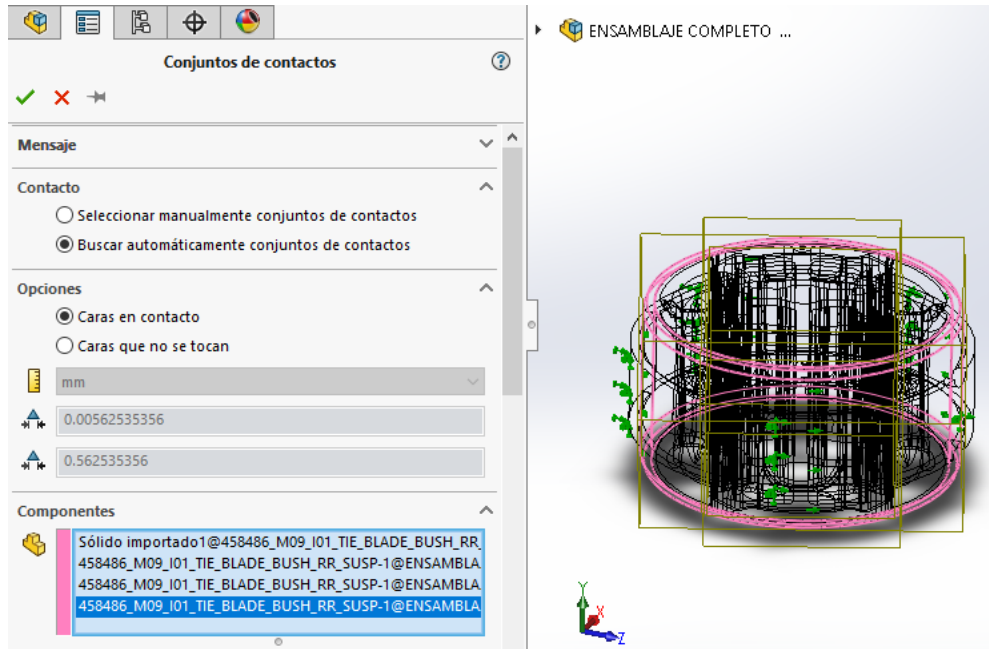 ENSAMBLAJE COMPLETO ...
Conjuntos de contactos
Mensaje
Contacto
Seleccionar manualmente conjuntos de contactos
Buscar automáticamente conjuntos de contactos
Opciones
Caras en contacto
Caras que no se tocan
mm
0.00562535356
0.562535356
Componentes
Sólido importado1@458486_M09_I01_TIE_BLADE_BUSH_RR_
458486_M09_I01_TIE_BLADE_BUSH_RR_SUSP-1@ENSAMBLA
458486_M09_I01_TIE_BLADE_BUSH_RR_SUSP-1@ENSAMBLA
458486_M09_I01_TIE_BLADE_BUSH_RR_SUSP-1@ENSAMBLA
Y
X
Z